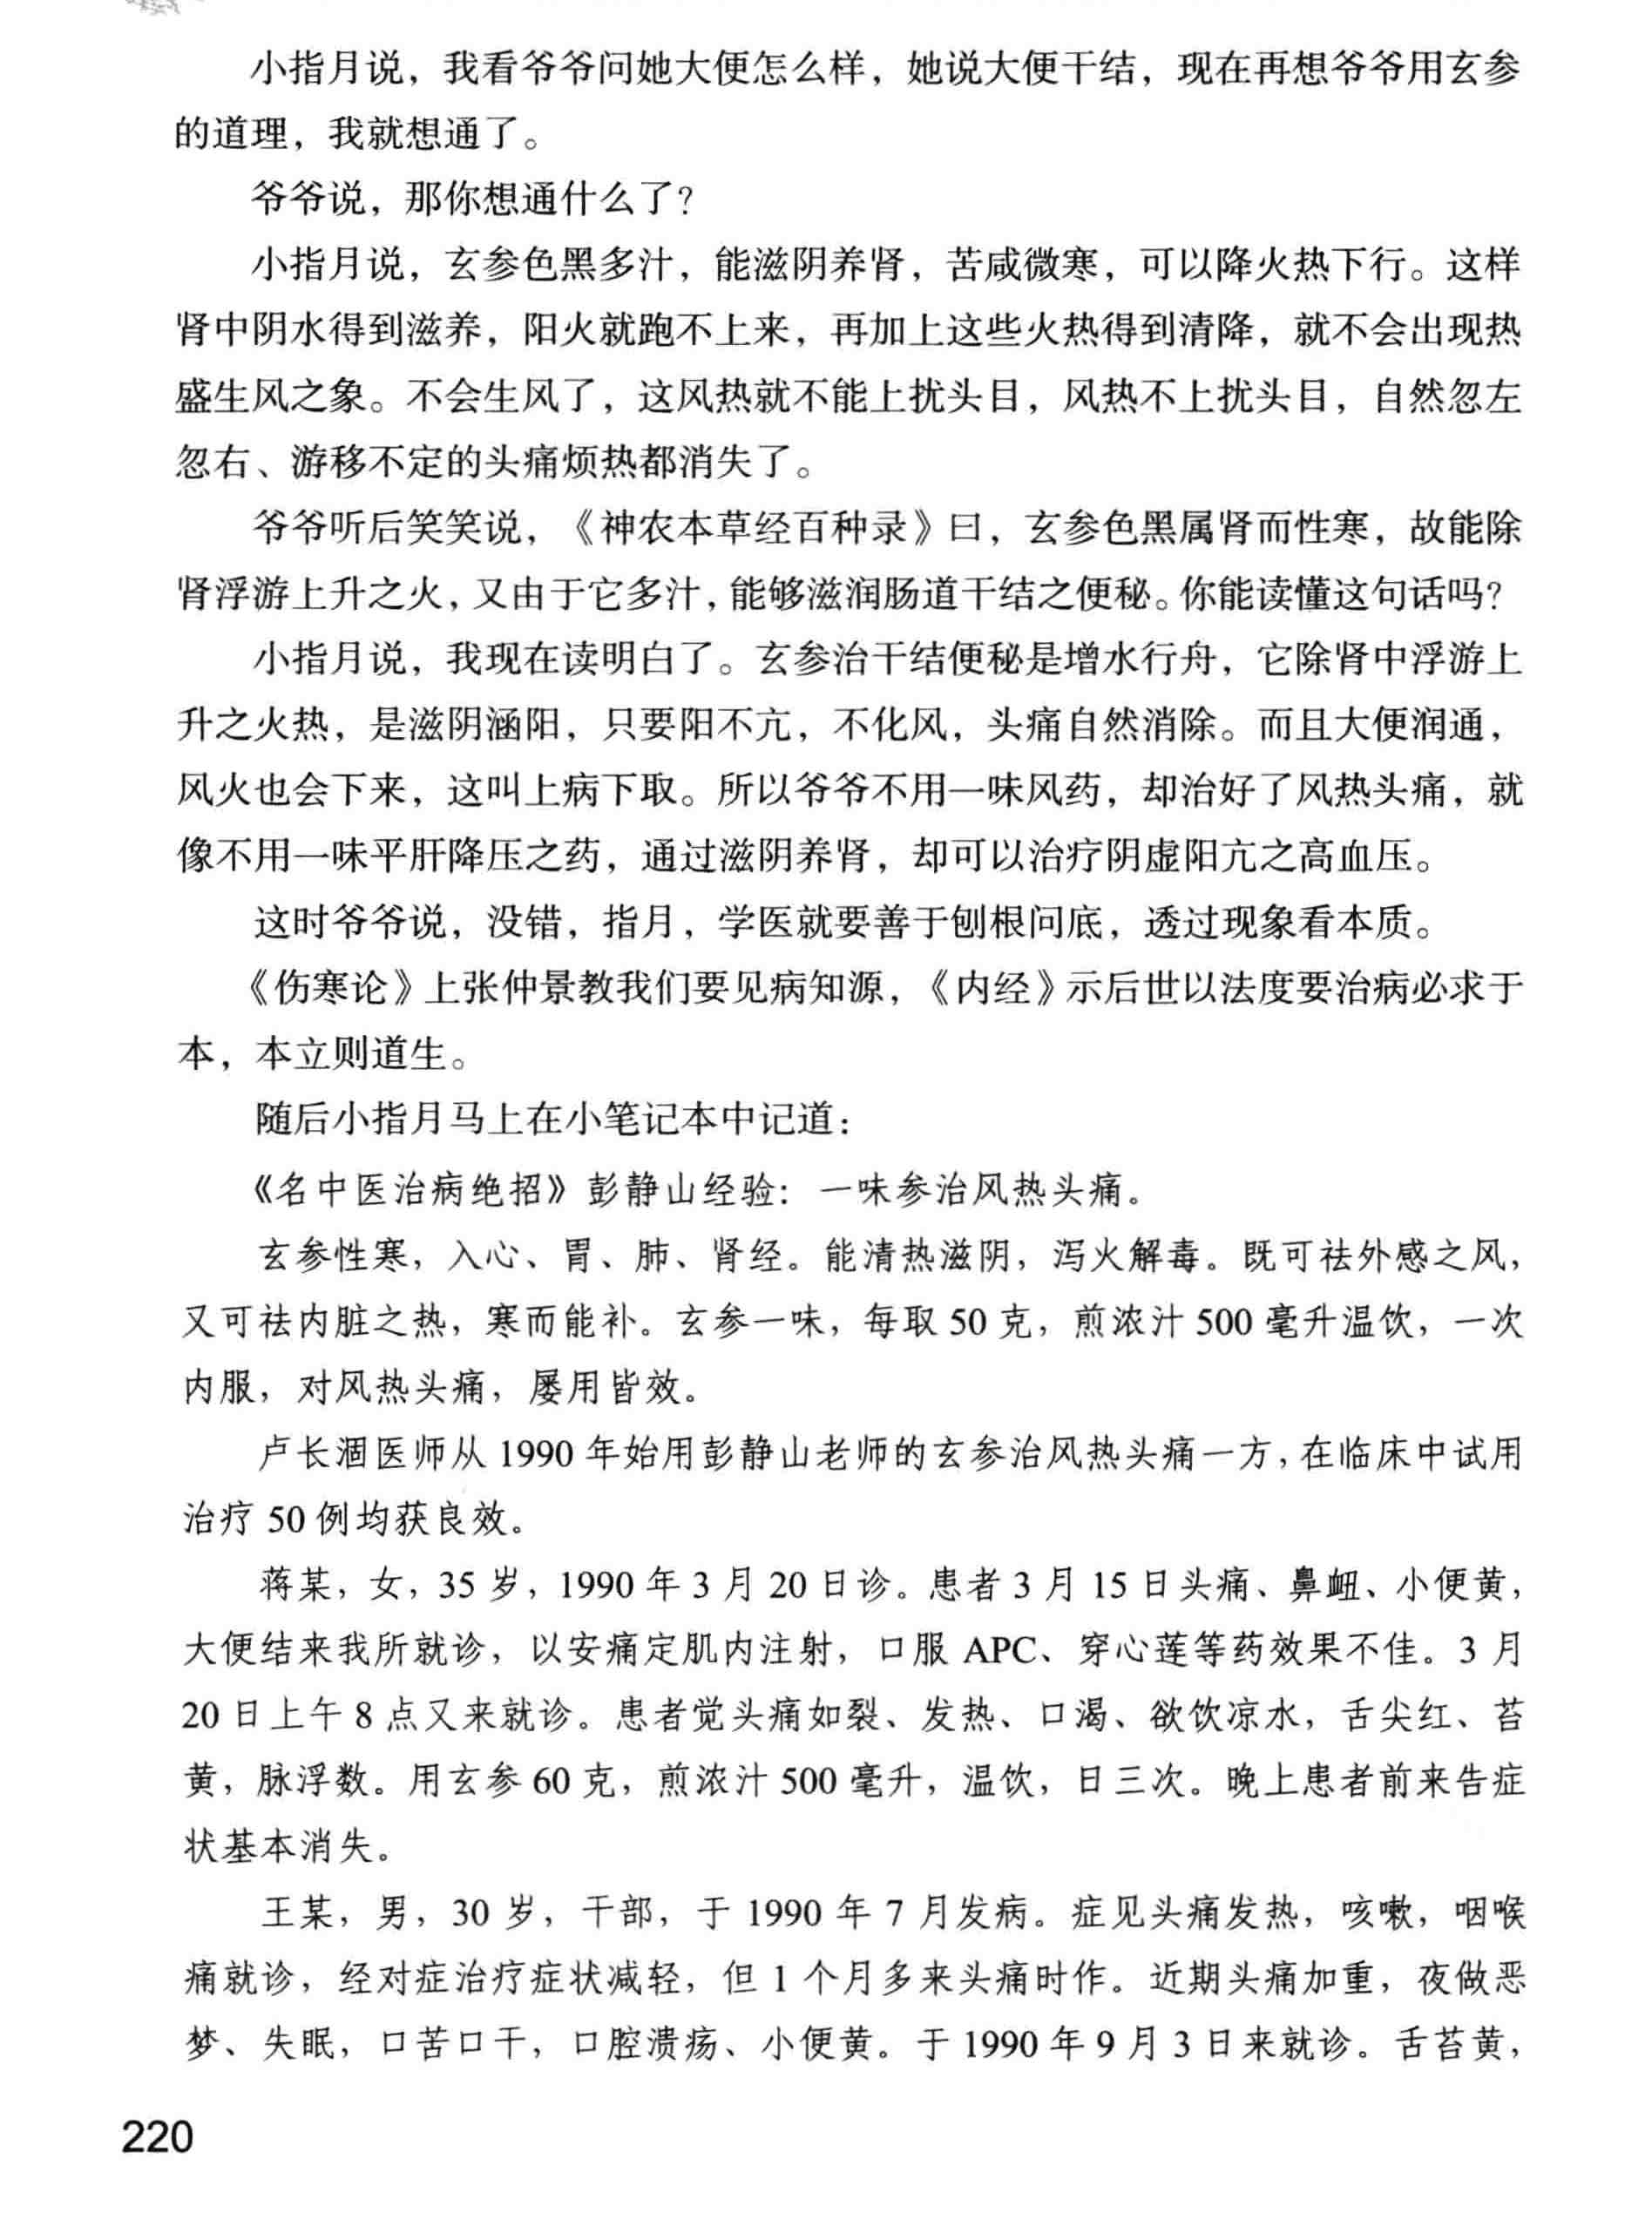 小指月说，我看爷爷问她大便怎么样，她说大便干结，现在再想爷爷用玄参
的道理，我就想通了。
爷爷说，那你想通什么了？
小指月说，玄参色黑多汁，能滋阴养肾，苦咸微寒，可以降火热下行。这样
肾中阴水得到滋养，阳火就跑不上来，再加上这些火热得到清降，就不会出现热
盛生风之象。不会生风了，这风热就不能上扰头目，风热不上扰头目，自然忽左
忽右、游移不定的头痛烦热都消失了。
爷爷听后笑笑说，《神农本草经百种录》曰，玄参色黑属肾而性寒，故能除
肾浮游上升之火，又由于它多汁，能够滋润肠道干结之便秘。你能读懂这句话吗？
小指月说，我现在读明白了。玄参治干结便秘是增水行舟，它除肾中浮游上
升之火热，是滋阴涵阳，只要阳不亢，不化风，头痛自然消除。而且大便润通，
风火也会下来，这叫上病下取。所以爷爷不用一味风药，却治好了风热头痛，就
像不用一味平肝降压之药，通过滋阴养肾，却可以治疗阴虚阳亢之高血压。
这时爷爷说，没错，指月，学医就要善于刨根问底，透过现象看本质。
《伤寒论》上张仲景教我们要见病知源，《内经》示后世以法度要治病必求于
本，本立则道生。
随后小指月马上在小笔记本中记道：
《名中医治病绝招》彭静山经验：一味参治风热头痛。
玄参性寒，入心、胃、肺、肾经。能清热滋阴，泻火解毒。既可祛外感之风，
又可祛内脏之热，寒而能补。玄参一味，每取 50 克，煎浓汁 500 毫升温饮，一次
内服，对风热头痛，屡用皆效。
卢长涸医师从 1990 年始用彭静山老师的玄参治风热头痛一方，在临床中试用
治疗 50 例均获良效。
蒋某，女，35 岁，1990 年 3 月 20 日诊。患者 3 月 15 日头痛、鼻衄、小便黄，
大便结来我所就诊，以安痛定肌内注射，口服 APC、穿心莲等药效果不佳。3 月
20 日上午 8 点又来就诊。患者觉头痛如裂、发热、口渴、欲饮凉水，舌尖红、苔
黄，脉浮数。用玄参 60 克，煎浓汁 500 毫升，温饮，日三次。晚上患者前来告症
状基本消失。
王某，男，30 岁，干部，于 1990 年 7 月发病。症见头痛发热，咳嗽，咽喉
痛就诊，经对症治疗症状减轻，但 1 个月多来头痛时作。近期头痛加重，夜做恶
梦、失眠，口苦口干，口腔溃疡、小便黄。于 1990 年 9 月 3 日来就诊。舌苔黄，
220